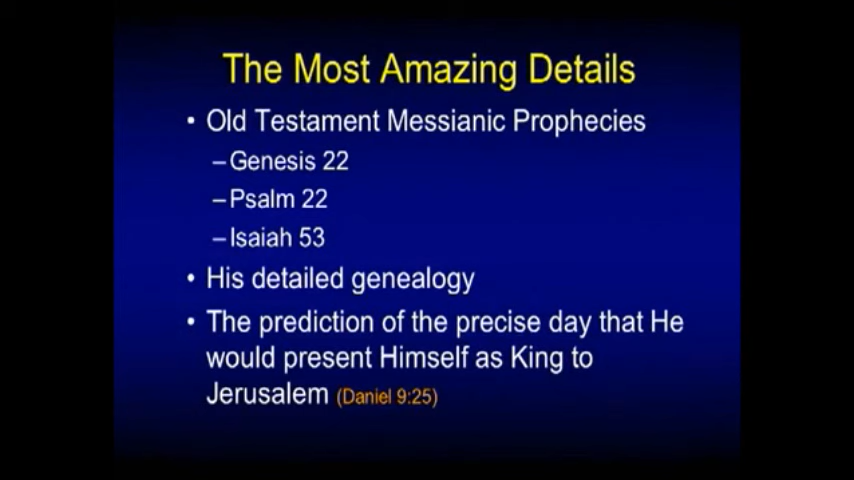 The Most Amazing Details
• Old Testament Messianic Prophecies
–Genesis 22
–Psalm 22
–Isaiah 53
• His detailed genealogy
• The prediction of the precise day that He
would present Himself as King to
Jerusalem (Daniel 9:25)